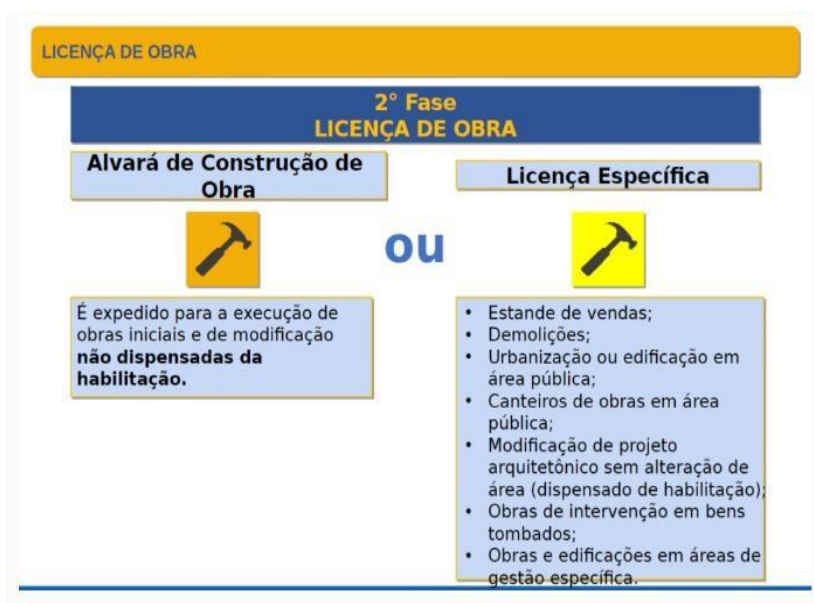 LICENÇA DE OBRA
2° Fase
LICENÇA DE OBRA
Alvará de Construção de
Obra
ou
Licença Específica
É expedido para a execução de
obras iniciais e de modificação
não dispensadas da
habilitação.
• Estande de vendas;
• Demolições;
• Urbanização ou edificação em
área pública;
• Canteiros de obras em área
pública;
• Modificação de projeto
arquitetônico sem alteração de
área (dispensado de habilitação);
• Obras de intervenção em bens
tombados;
• Obras e edificações em áreas de
gestão específica.